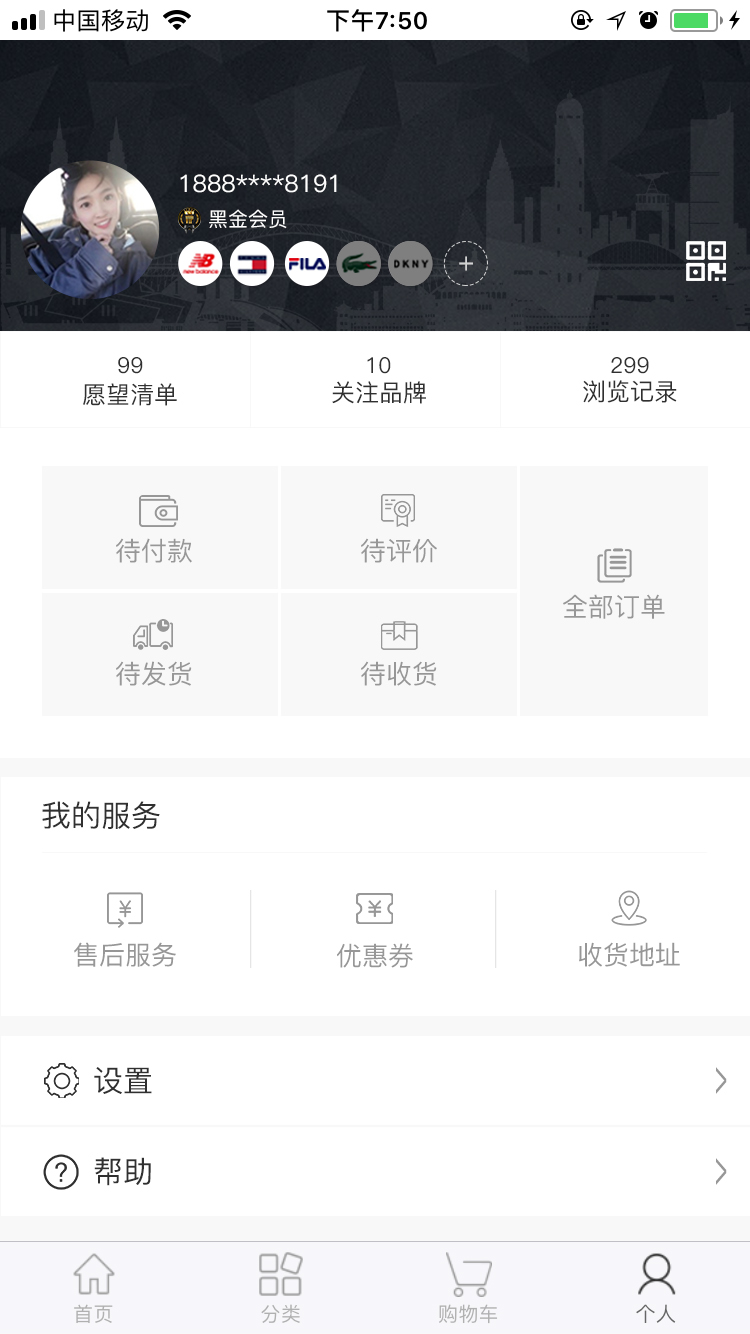 中国移动
下午7:50
1888****8191
黑金会员
NB
new balance
FILA
DKNY
99
愿望清单
10
关注品牌
299
浏览记录
待付款
待评价
全部订单
待发货
待收货
我的服务
售后服务
优惠券
收货地址
设置
帮助
首页
分类
购物车
个人